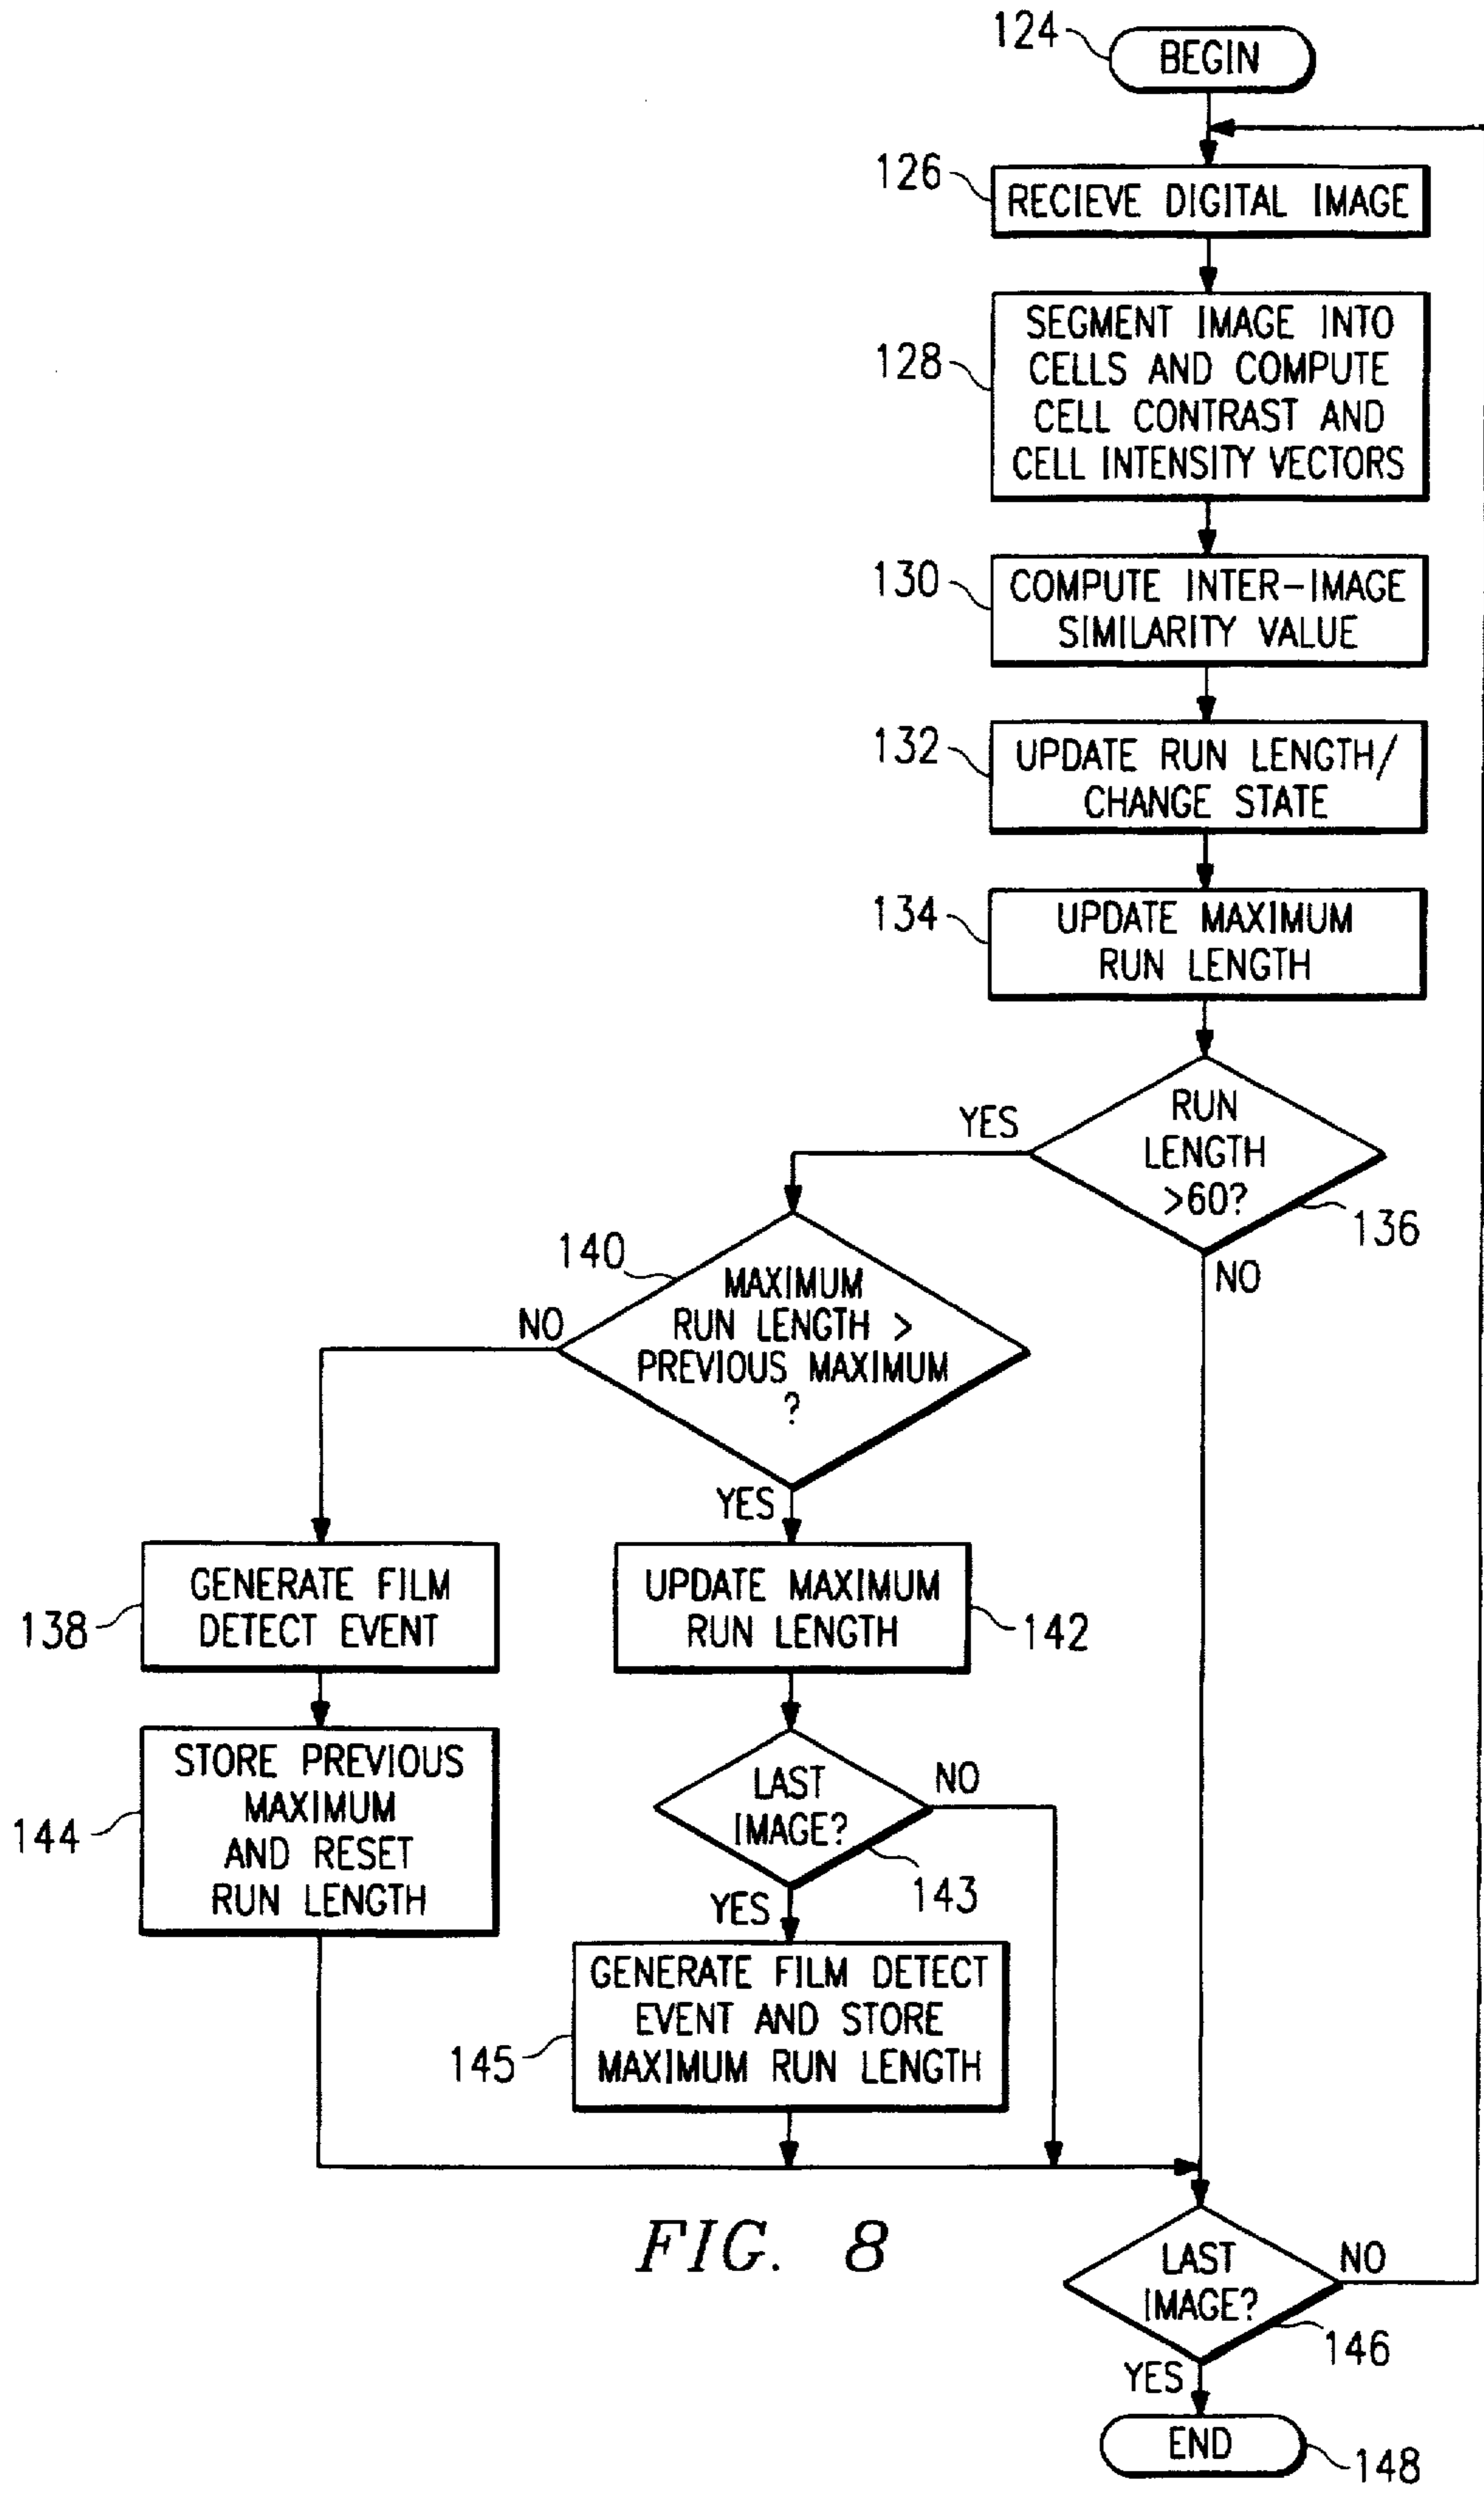 124
BEGIN
126
RECIEVE DIGITAL IMAGE
128
SEGMENT IMAGE INTO
CELLS AND COMPUTE
CELL CONTRAST AND
CELL INTENSITY VECTORS
130
COMPUTE INTER-IMAGE
SIMILARITY VALUE
132
UPDATE RUN LENGTH/
CHANGE STATE
134
UPDATE MAXIMUM
RUN LENGTH
RUN
LENGTH
>60?
136
YES
NO
140
MAXIMUM
RUN LENGTH >
PREVIOUS MAXIMUM
?
NO
YES
GENERATE FILM
DETECT EVENT
138
UPDATE MAXIMUM
RUN LENGTH
142
STORE PREVIOUS
MAXIMUM
AND RESET
RUN LENGTH
144
LAST
IMAGE?
NO
143
YES
GENERATE FILM DETECT
EVENT AND STORE
MAXIMUM RUN LENGTH
145
FIG. 8
LAST
IMAGE?
NO
146
YES
END
148